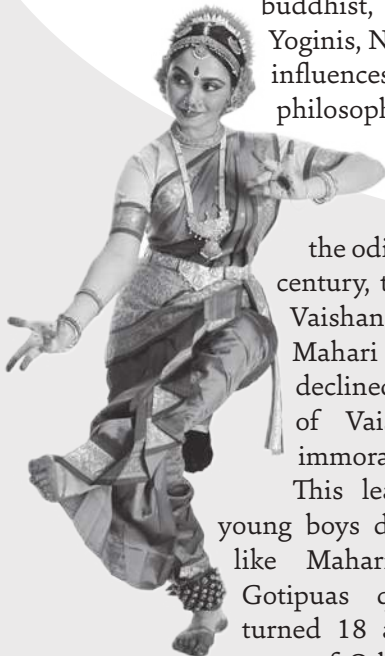 buddhist,
Yoginis, N
influences
philosoph
the odi
century, t
Vaishan
Mahari
declined
of Vai
immora
This lea
young boys d
like Mahar
Gotipuas
turned 18 a